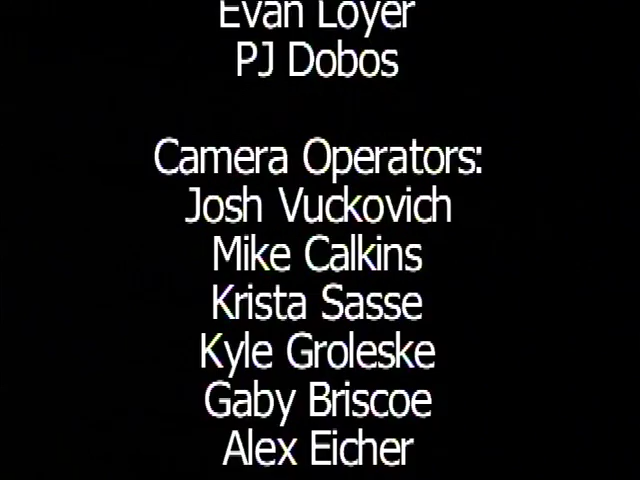 Evan Loyer
PJ Dobos
Camera Operators:
Josh Vuckovich
Mike Calkins
Krista Sasse
Kyle Groleske
Gaby Briscoe
Alex Eicher